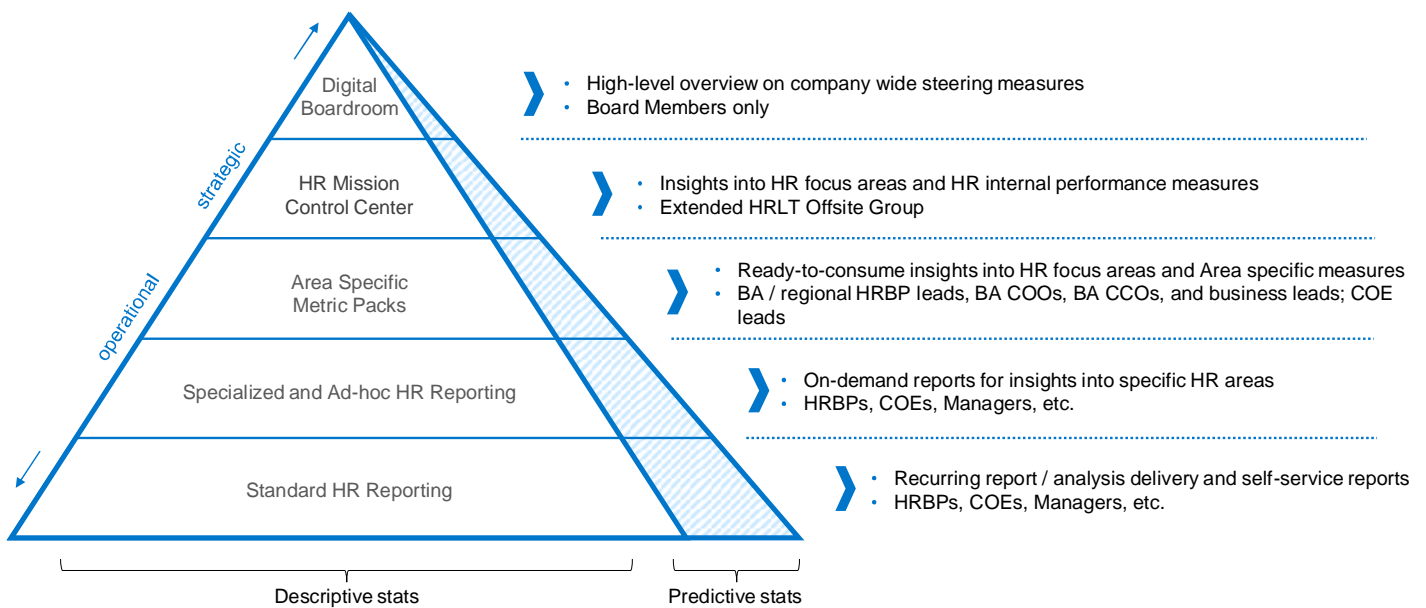 Digital
Boardroom
• High-level overview on company wide steering measures
• Board Members only
strategic
HR Mission
Control Center
• Insights into HR focus areas and HR internal performance measures
• Extended HRLT Offsite Group
operational
Area Specific
Metric Packs
• Ready-to-consume insights into HR focus areas and Area specific measures
• BA / regional HRBP leads, BA COOs, BA CCOs, and business leads; COE
leads
Specialized and Ad-hoc HR Reporting
• On-demand reports for insights into specific HR areas
• HRBPs, COEs, Managers, etc.
Standard HR Reporting
• Recurring report / analysis delivery and self-service reports
• HRBPs, COEs, Managers, etc.
Descriptive stats
Predictive stats